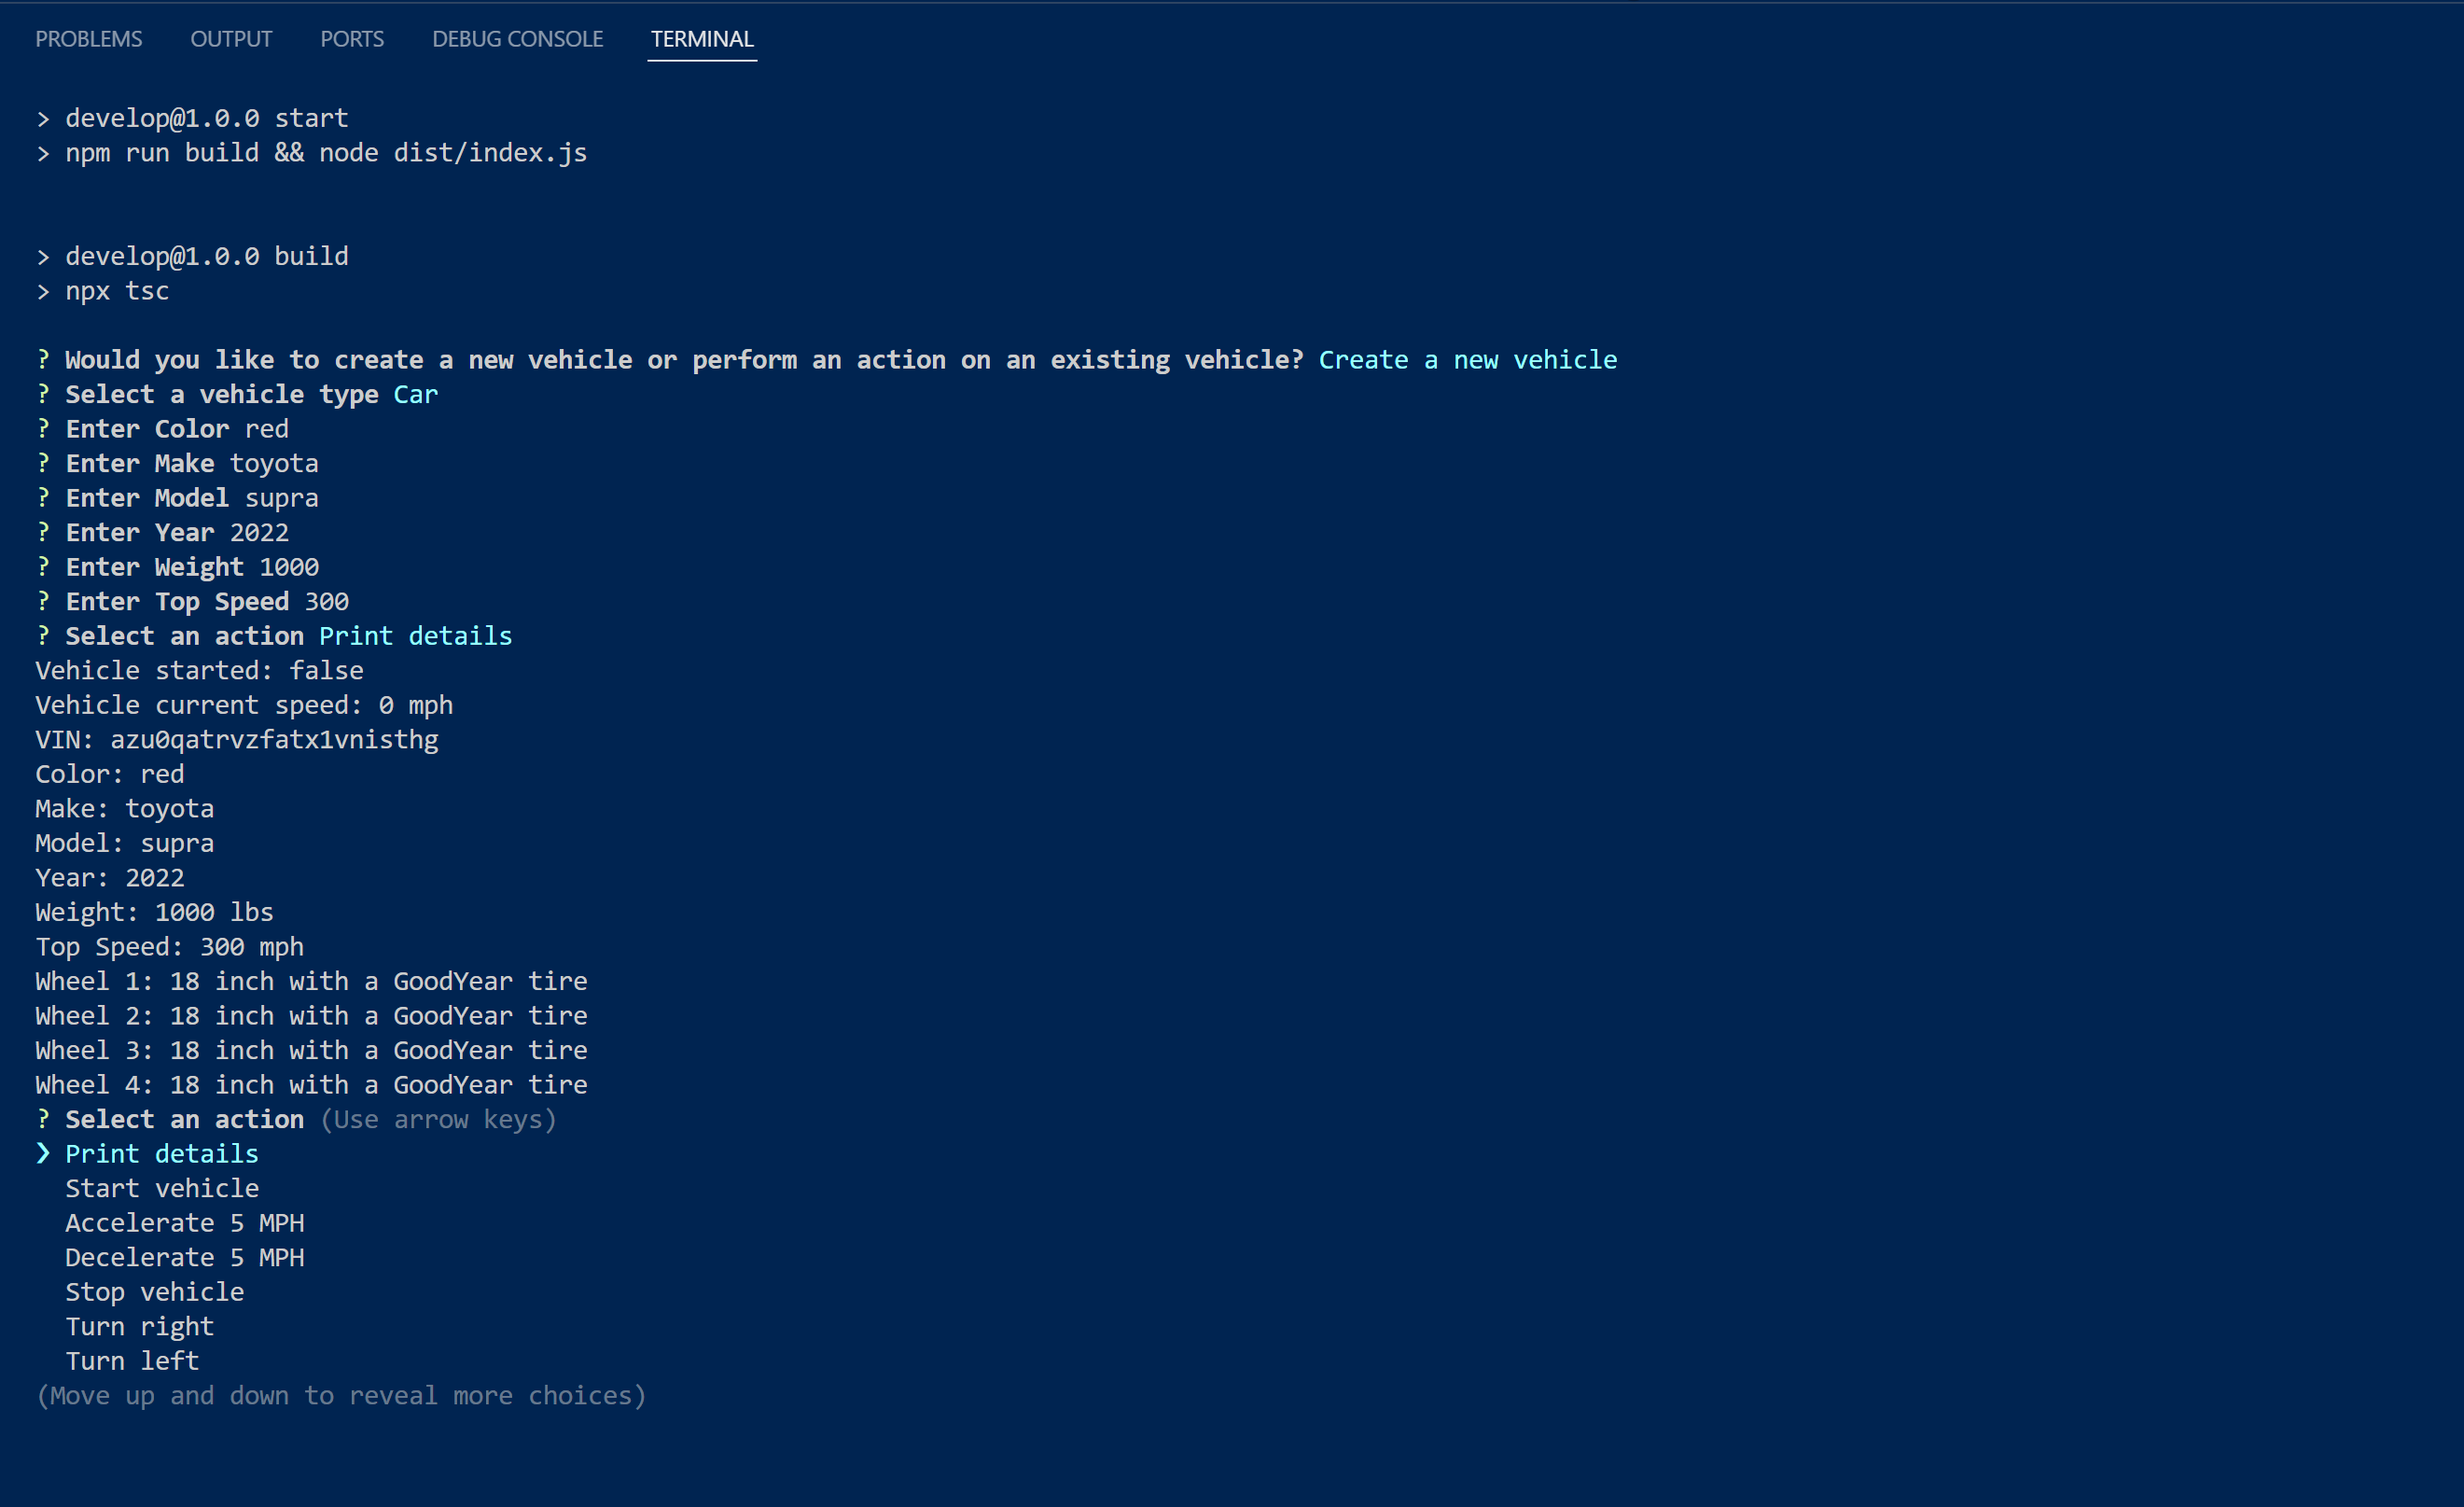 PROBLEMS OUTPUT PORTS DEBUG CONSOLE TERMINAL
> develop@1.0.0 start
> npm run build && node dist/index.js
> develop@1.0.0 build
> npx tsc
? Would you like to create a new vehicle or perform an action on an existing vehicle? Create a new vehicle
? Select a vehicle type Car
? Enter Color red
? Enter Make toyota
? Enter Model supra
? Enter Year 2022
? Enter Weight 1000
? Enter Top Speed 300
? Select an action Print details
Vehicle started: false
Vehicle current speed: 0 mph
VIN: azu0qatrvzfatx1vnisthg
Color: red
Make: toyota
Model: supra
Year: 2022
Weight: 1000 lbs
Top Speed: 300 mph
Wheel 1: 18 inch with a GoodYear tire
Wheel 2: 18 inch with a GoodYear tire
Wheel 3: 18 inch with a GoodYear tire
Wheel 4: 18 inch with a GoodYear tire
? Select an action (Use arrow keys)
❯ Print details
Start vehicle
Accelerate 5 MPH
Decelerate 5 MPH
Stop vehicle
Turn right
Turn left
(Move up and down to reveal more choices)